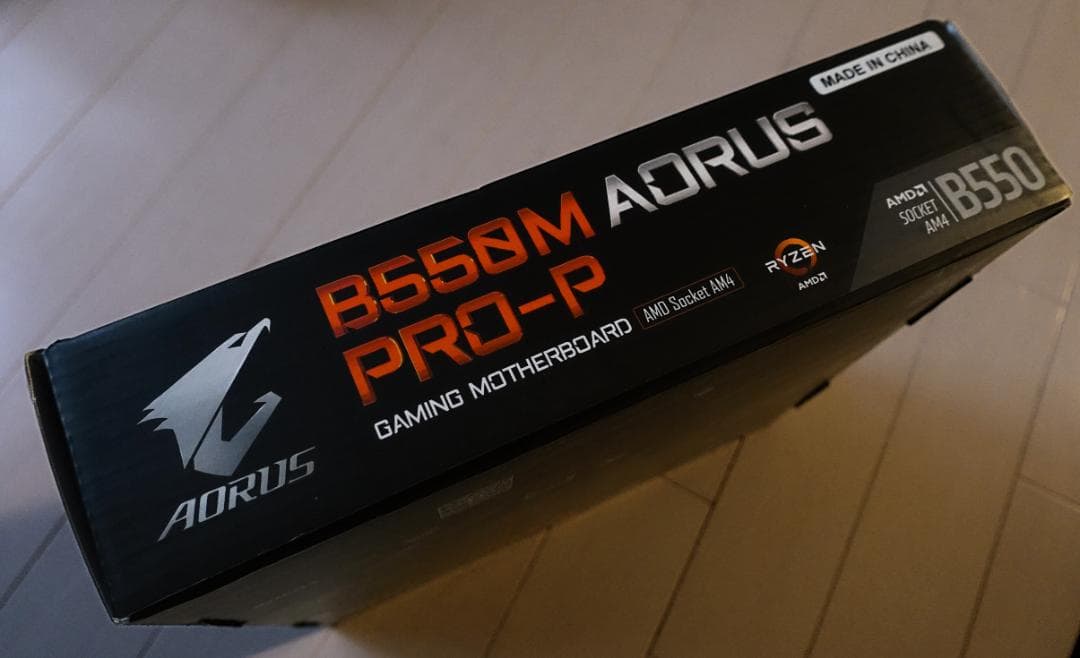 MADE IN CHINA
B550M AORUS
PRO-P
GAMING MOTHERBOARD
AMD Socket AM4
RYZEN
AMD
AMD
SOCKET
AM4
B550
AORUS